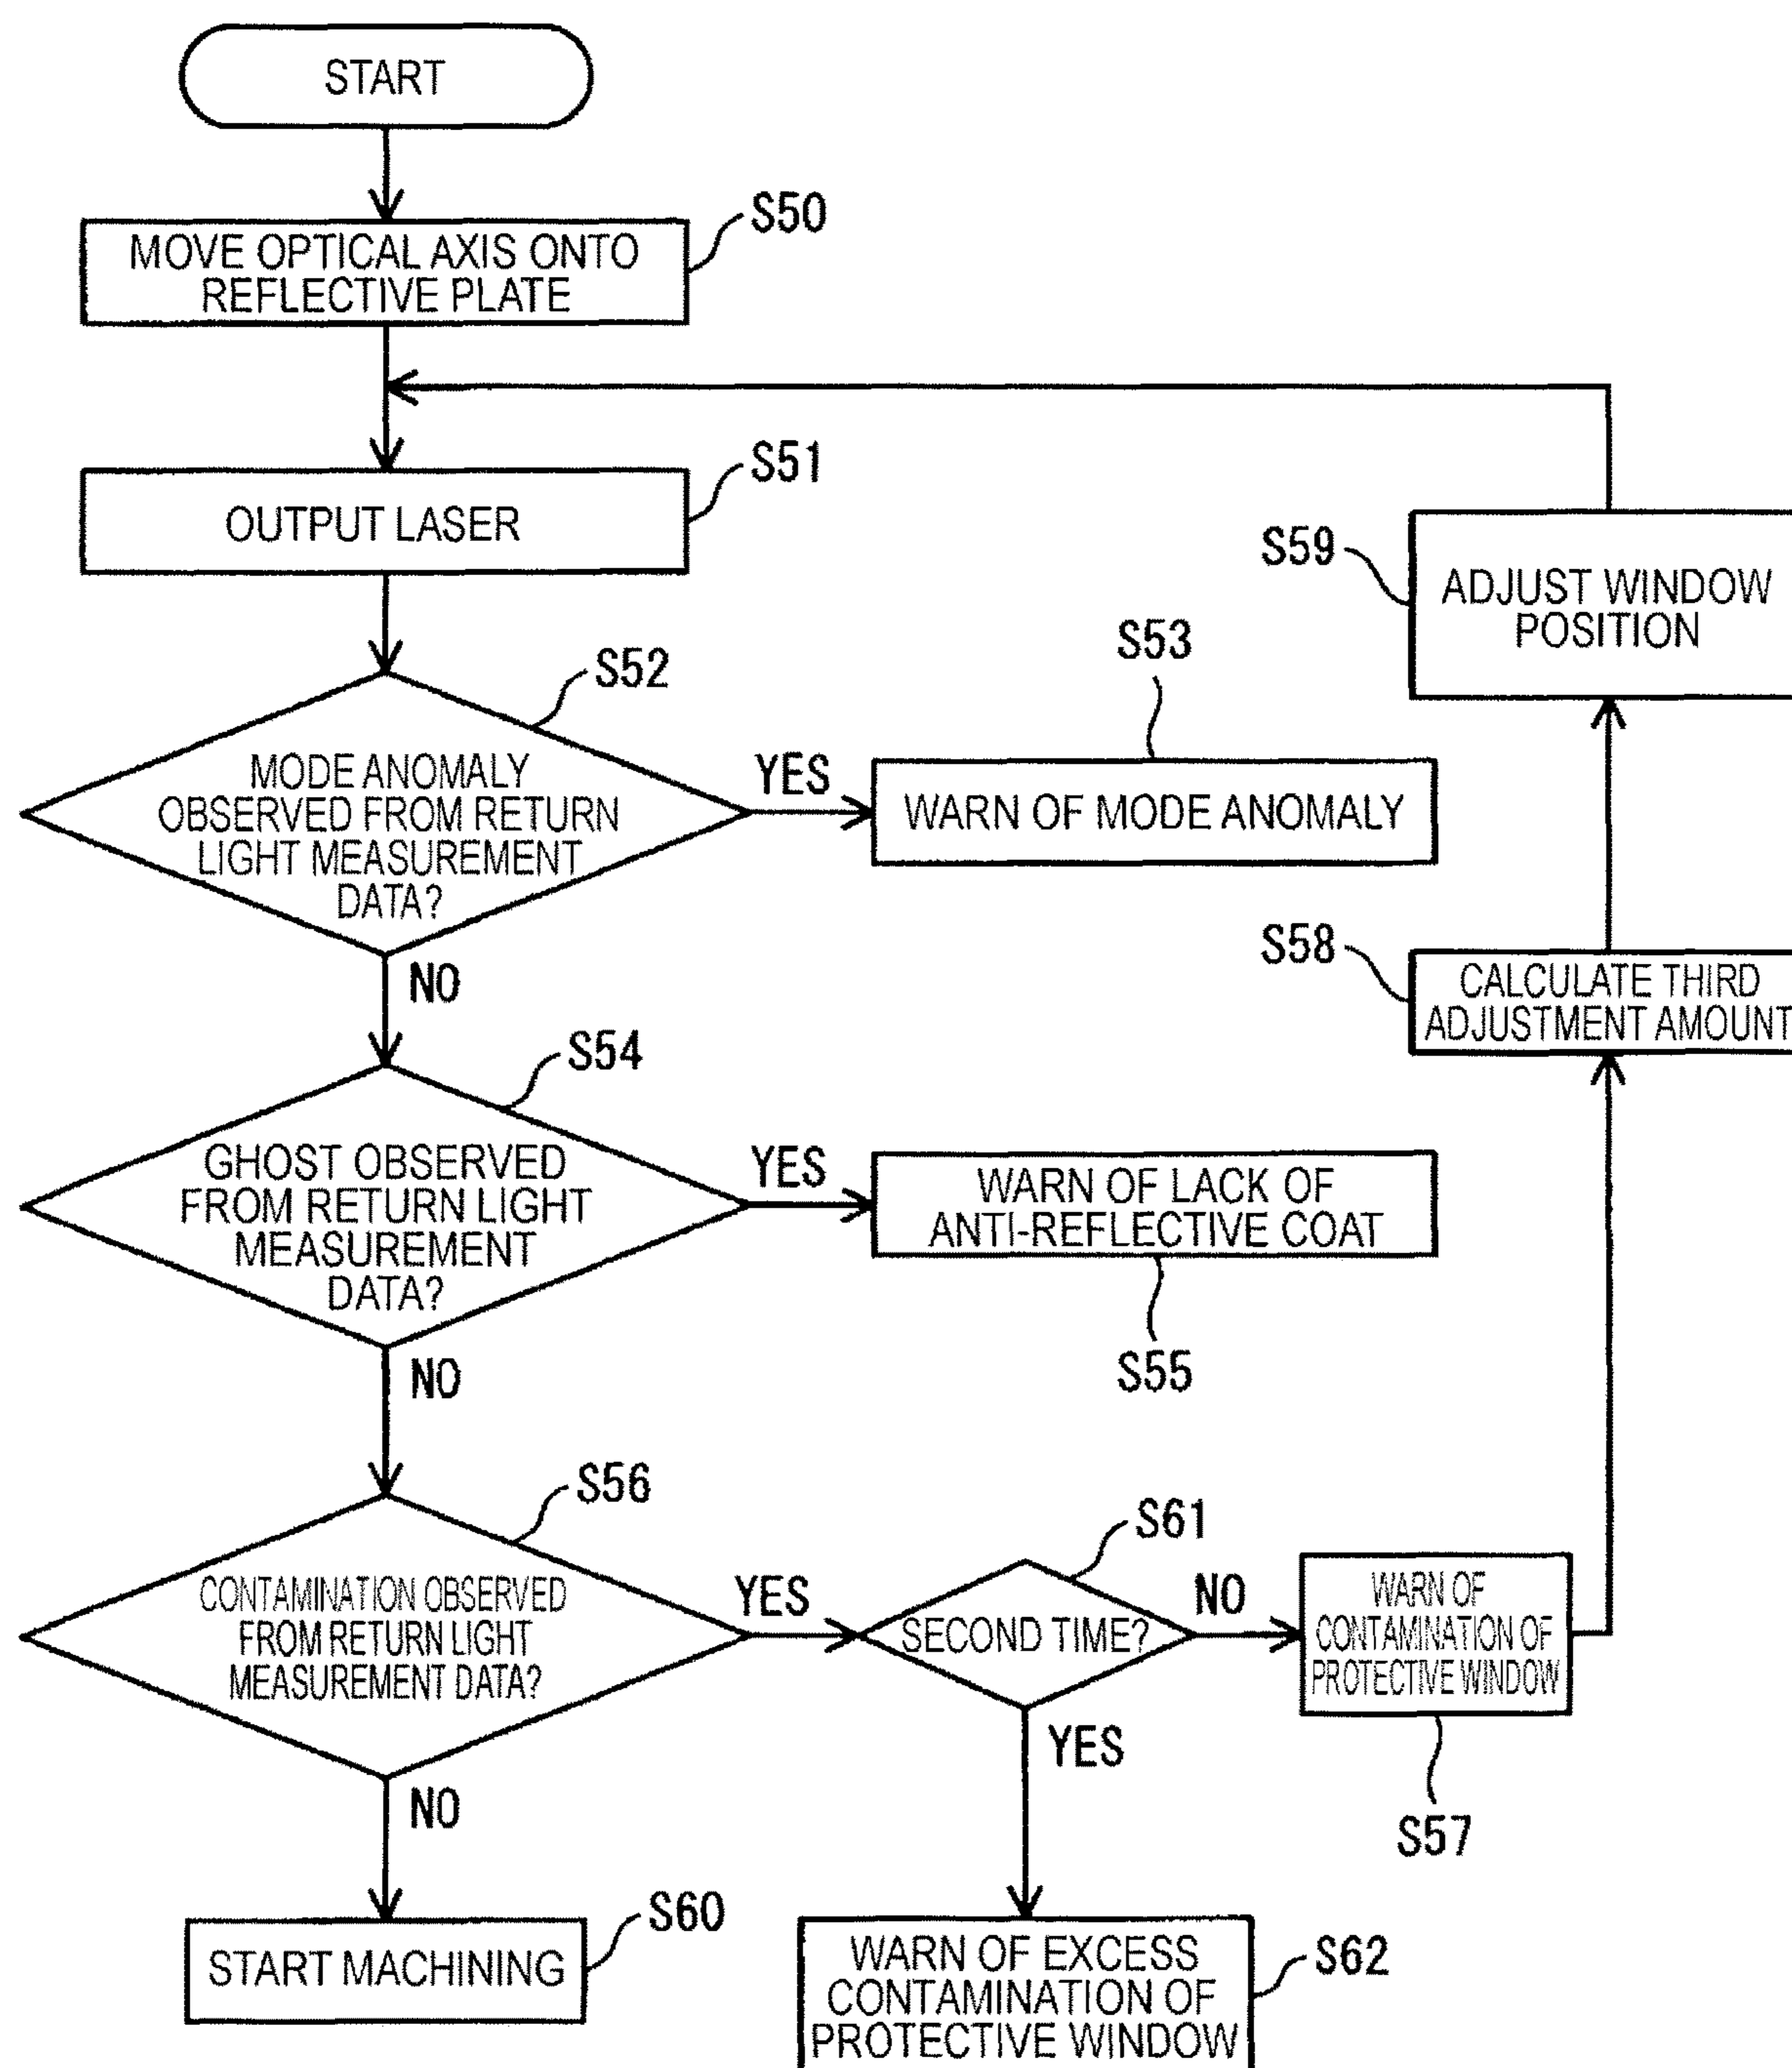 START
S50
MOVE OPTICAL AXIS ONTO
REFLECTIVE PLATE
S51
OUTPUT LASER
S59
ADJUST WINDOW
POSITION
S52
MODE ANOMALY
OBSERVED FROM RETURN
LIGHT MEASUREMENT
DATA?
YES
S53
WARN OF MODE ANOMALY
NO
S58
CALCULATE THIRD
ADJUSTMENT AMOUNT
S54
GHOST OBSERVED
FROM RETURN LIGHT
MEASUREMENT
DATA?
YES
WARN OF LACK OF
ANTI-REFLECTIVE COAT
S55
NO
S56
CONTAMINATION OBSERVED
FROM RETURN LIGHT
MEASUREMENT DATA?
YES
S61
SECOND TIME?
NO
WARN OF
CONTAMINATION OF
PROTECTIVE WINDOW
S57
YES
NO
S60
START MACHINING
WARN OF EXCESS
CONTAMINATION OF
PROTECTIVE WINDOW
S62